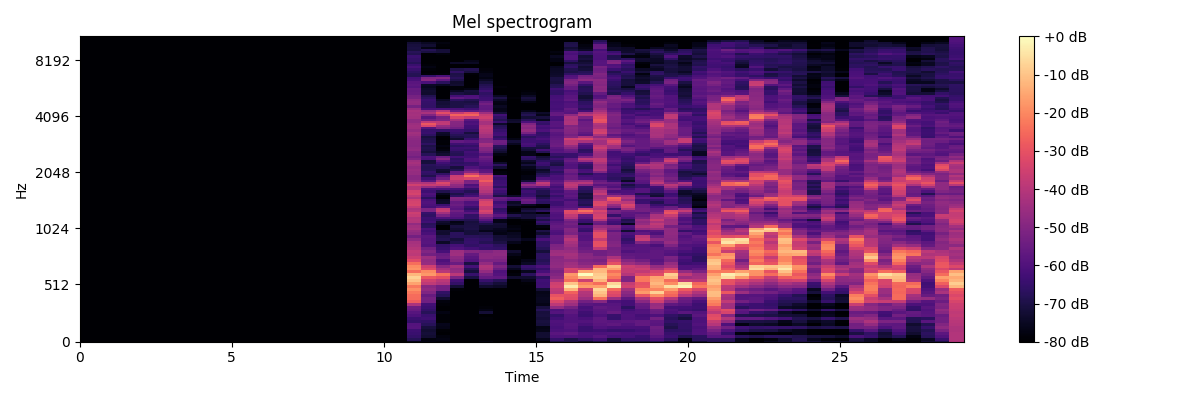 Mel spectrogram
8192
4096
2048
1024
512
0
Hz
0 5 10 15 20 25
Time
+0 dB
-10 dB
-20 dB
-30 dB
-40 dB
-50 dB
-60 dB
-70 dB
-80 dB